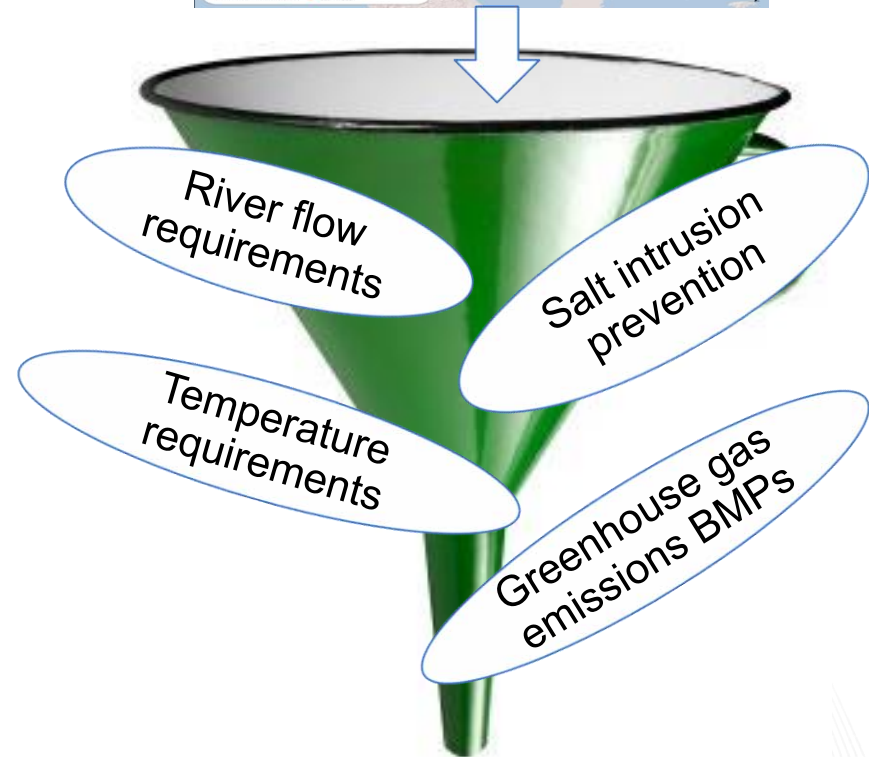 River flow
requirements
Salt intrusion
prevention
Temperature
requirements
Greenhouse gas
emissions BMPs